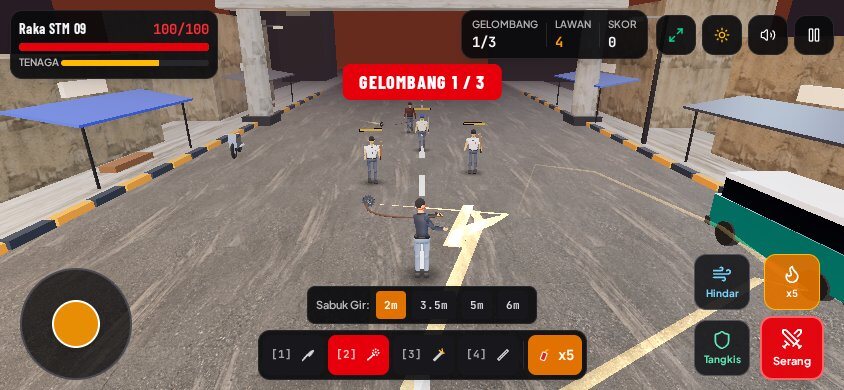 Raka STM 09 100/100
TENAGA
GELOMBANG LAWAN SKOR
1/3 4 0
GELOMBANG 1 / 3
Sabuk Gir: 2m 3.5m 5m 6m
[1] [2] [3] [4] x5
Hindar x5
Tangkis Serang